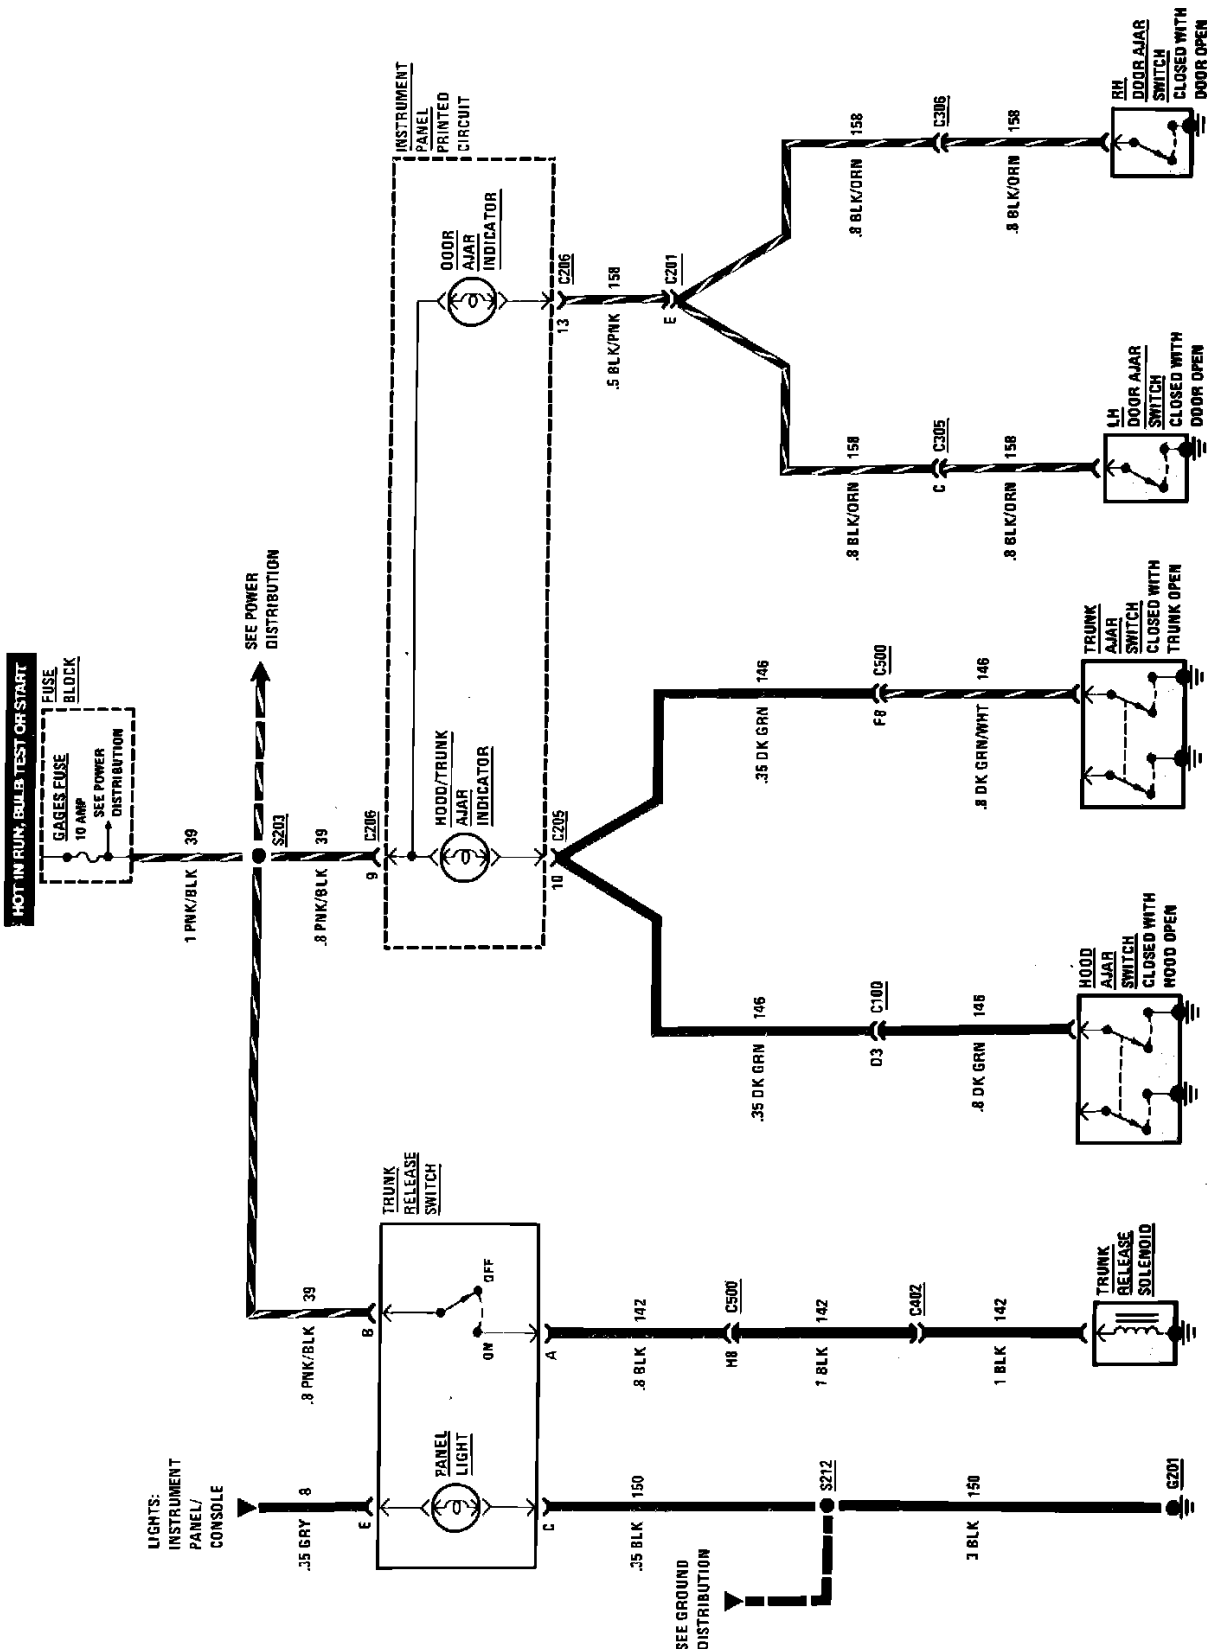 HOT IN RUN, BULB TEST OR START
FUSE
BLOCK
GAGES FUSE
10 AMP
SEE POWER
DISTRIBUTION
1 PNK/BLK
39
SEE POWER
DISTRIBUTION
S203
.8 PNK/BLK
39
9
C206
INSTRUMENT
PANEL
PRINTED
CIRCUIT
HOOD/TRUNK
AJAR
INDICATOR
DOOR
AJAR
INDICATOR
10
C205
13
C206
.5 BLK/PNK
158
E
C201
.35 DK GRN
146
D3
C100
.8 DK GRN
146
HOOD
AJAR
SWITCH
CLOSED WITH
HOOD OPEN
.35 DK GRN
146
F8
C500
.8 DK GRN/WHT
146
TRUNK
AJAR
SWITCH
CLOSED WITH
TRUNK OPEN
.8 BLK/ORN
158
C
C305
.8 BLK/ORN
158
LH
DOOR AJAR
SWITCH
CLOSED WITH
DOOR OPEN
.8 BLK/ORN
158
C306
.8 BLK/ORN
158
RH
DOOR AJAR
SWITCH
CLOSED WITH
DOOR OPEN
LIGHTS:
INSTRUMENT
PANEL/
CONSOLE
.35 GRY
8
E
.8 PNK/BLK
39
B
TRUNK
RELEASE
SWITCH
PANEL
LIGHT
ON
OFF
C
A
.35 BLK
150
S212
SEE GROUND
DISTRIBUTION
3 BLK
150
G201
.8 BLK
142
H8
C500
1 BLK
142
C402
1 BLK
142
TRUNK
RELEASE
SOLENOID